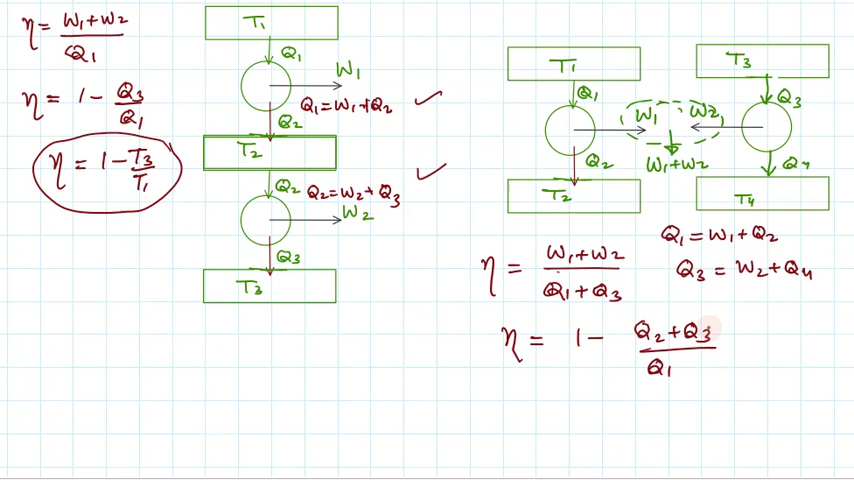 η = W1+W2 / Q1
η = 1 - Q3/Q1
η = 1 - T3/T1
T1
Q1
W1
Q1=W1+Q2
Q2
T2
Q2
Q2=W2+Q3
W2
Q3
T3
T1
Q1
W1
Q2
T2
W1+W2
T3
Q3
W2
Q4
T4
Q1=W1+Q2
Q3 = W2+Q4
η = W1+W2 / Q1+Q3
η = 1 - Q2+Q3 / Q1